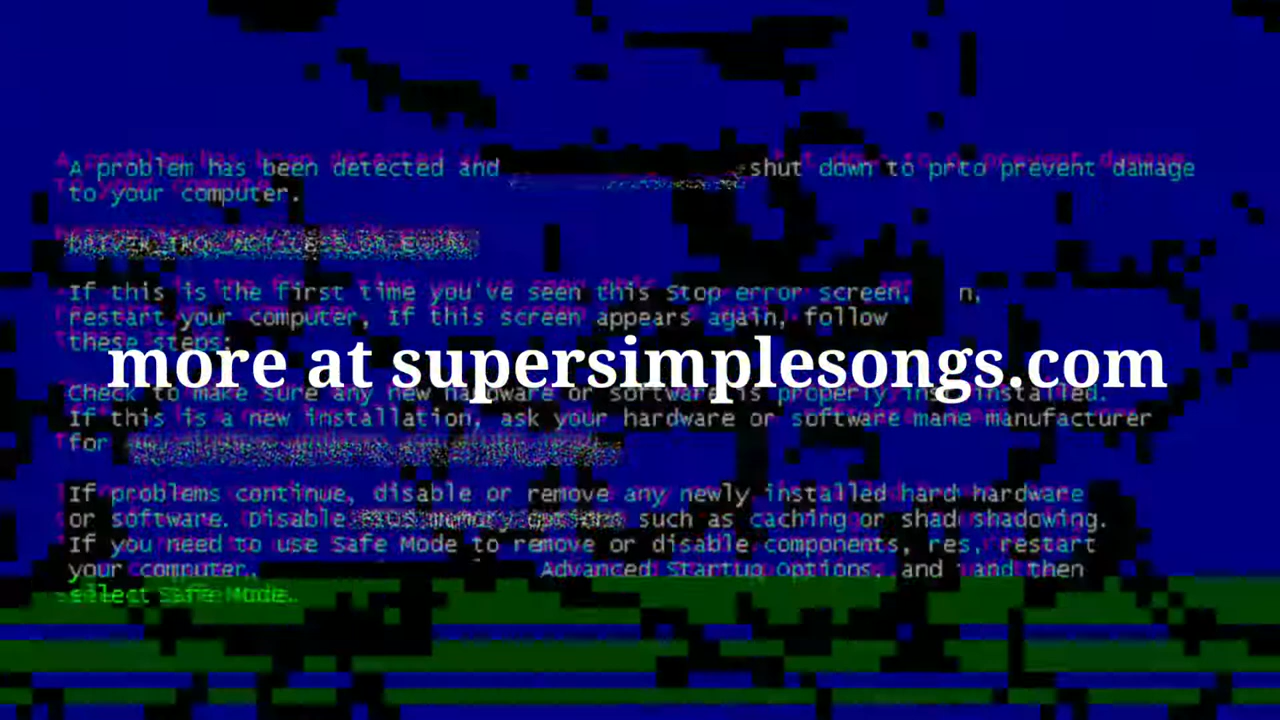 A problem has been detected and shut down to prto prevent damage
to your computer.
If this is the first time you've seen this Stop error screen, n,
restart your computer, If this screen appears again, follow
these steps:
more at supersimplesongs.com
Check to make sure any new hardware or software is properly installed.
If this is a new installation, ask your hardware or software mane manufacturer
for
If problems continue, disable or remove any newly installed hard hardware
or software. Disable such as caching or shad shadowing.
If you need to use Safe Mode to remove or disable components, res, restart
your computer, Advanced Startup Options, and and then
select Safe Mode.